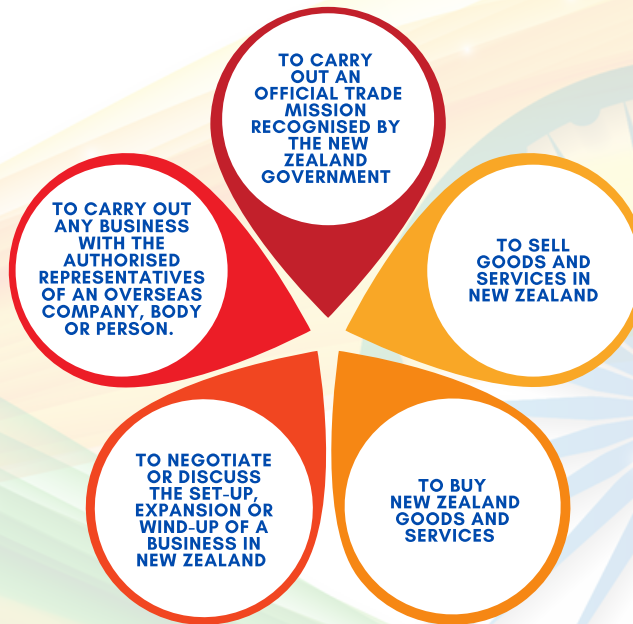 TO CARRY
OUT AN
OFFICIAL TRADE
MISSION
RECOGNISED BY
THE NEW
ZEALAND
GOVERNMENT
TO CARRY OUT
ANY BUSINESS
WITH THE
AUTHORISED
REPRESENTATIVES
OF AN OVERSEAS
COMPANY, BODY
OR PERSON.
TO SELL
GOODS AND
SERVICES IN
NEW ZEALAND
TO NEGOTIATE
OR DISCUSS
THE SET-UP,
EXPANSION OR
WIND-UP OF A
BUSINESS IN
NEW ZEALAND
TO BUY
NEW ZEALAND
GOODS AND
SERVICES